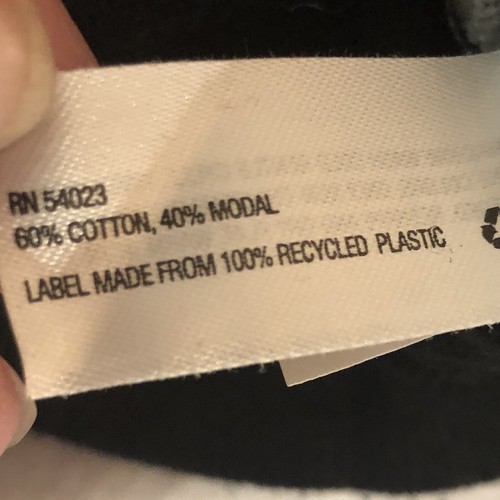 RN 54023
60% COTTON, 40% MODAL
LABEL MADE FROM 100% RECYCLED PLASTIC